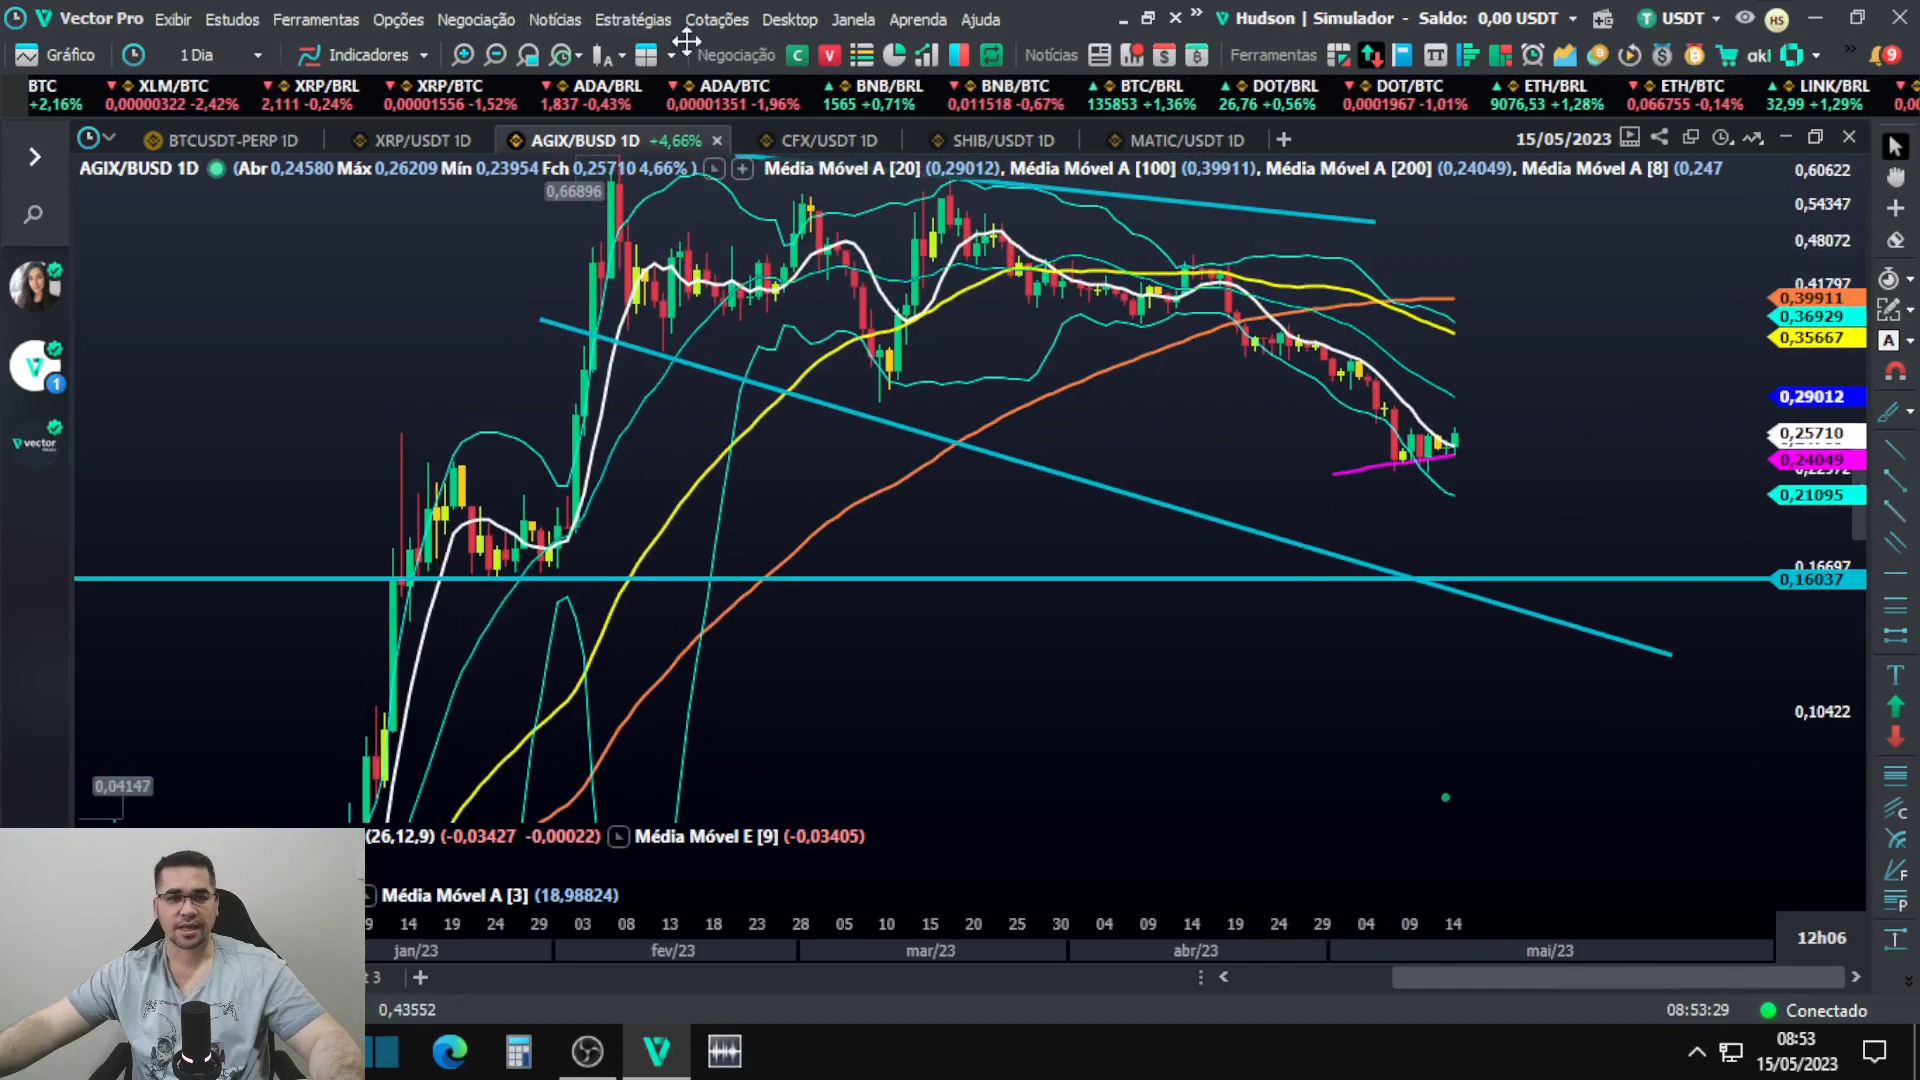 Vector Pro Exibir Estudos Ferramentas Opções Negociação Notícias Estratégias Cotações Desktop Janela Aprenda Ajuda Hudson | Simulador - Saldo: 0,00 USDT USDT HS
Gráfico 1 Dia Indicadores Negociação C V Notícias Ferramentas akl 9
BTC XLM/BTC XRP/BRL XRP/BTC ADA/BRL ADA/BTC BNB/BRL BNB/BTC BTC/BRL DOT/BRL DOT/BTC ETH/BRL ETH/BTC LINK/BRL
+2,16% 0,00000322 -2,42% 2,111 -0,24% 0,00001556 -1,52% 1,837 -0,43% 0,00001351 -1,96% 1565 +0,71% 0,011518 -0,67% 135853 +1,36% 26,76 +0,56% 0,0001967 -1,01% 9076,53 +1,28% 0,066755 -0,14% 32,99 +1,29% 0,00
BTCUSDT-PERP 1D XRP/USDT 1D AGIX/BUSD 1D +4,66% CFX/USDT 1D SHIB/USDT 1D MATIC/USDT 1D 15/05/2023
AGIX/BUSD 1D (Abr 0,24580 Máx 0,26209 Mín 0,23954 Fch 0,25710 4,66% ) Média Móvel A [20] (0,29012), Média Móvel A [100] (0,39911), Média Móvel A [200] (0,24049), Média Móvel A [8] (0,247
0,60622
0,66896
0,54347
0,48072
0,41797
0,39911
0,36929
0,35667
0,29012
0,25710
0,24049
0,21095
0,16697
0,16037
0,10422
0,04147
(26,12,9) (-0,03427 -0,00022) Média Móvel E [9] (-0,03405)
Média Móvel A [3] (18,98824)
9 14 19 24 29 03 08 13 18 23 28 05 10 15 20 25 30 04 09 14 19 24 29 04 09 14
jan/23 fev/23 mar/23 abr/23 mai/23
12h06
t 3
0,43552
08:53:29 Conectado
08:53
15/05/2023
1
vector